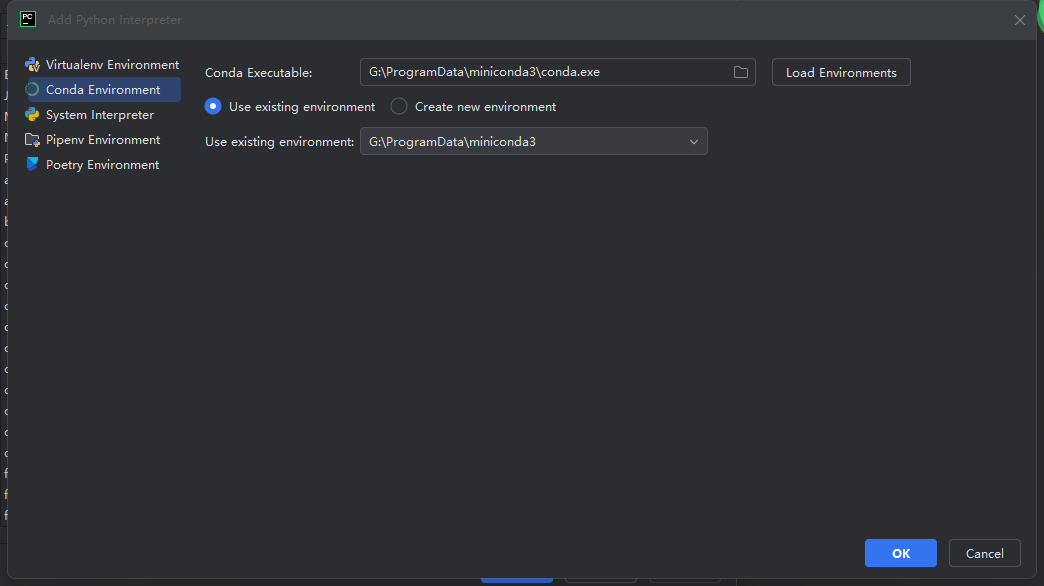 PC
Add Python Interpreter
Virtualenv Environment
Conda Environment
System Interpreter
Pipenv Environment
Poetry Environment
Conda Executable: G:\ProgramData\miniconda3\conda.exe Load Environments
Use existing environment Create new environment
Use existing environment: G:\ProgramData\miniconda3
OK Cancel